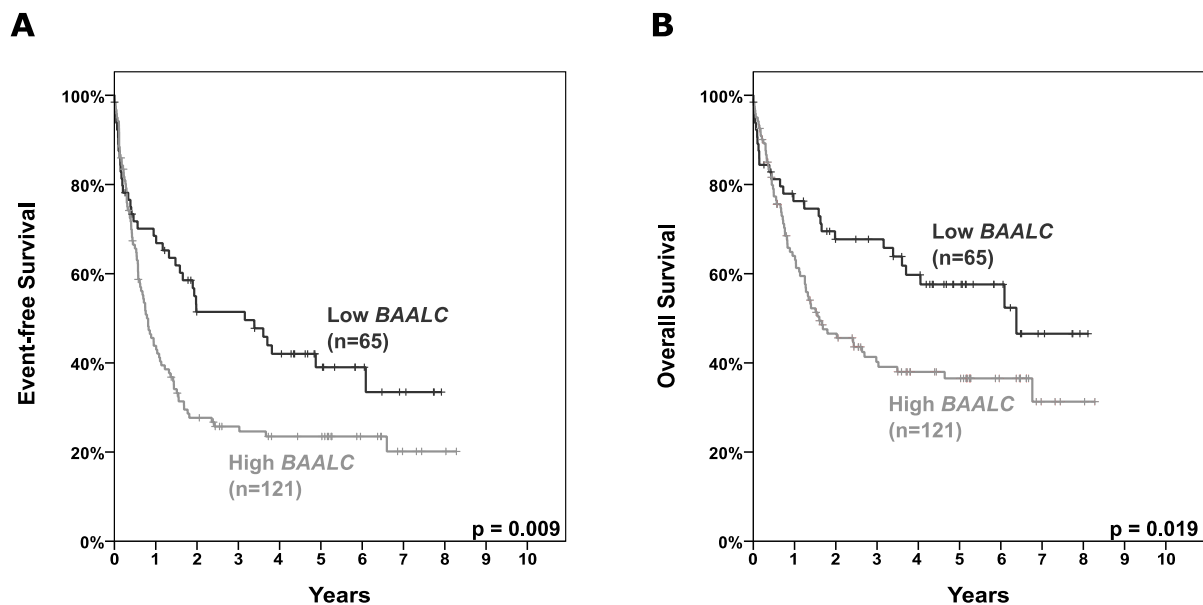 A
Event-free Survival
100%
80%
60%
40%
20%
0%
Low BAALC
(n=65)
High BAALC
(n=121)
p = 0.009
0 1 2 3 4 5 6 7 8 9 10
Years
B
Overall Survival
100%
80%
60%
40%
20%
0%
Low BAALC
(n=65)
High BAALC
(n=121)
p = 0.019
0 1 2 3 4 5 6 7 8 9 10
Years